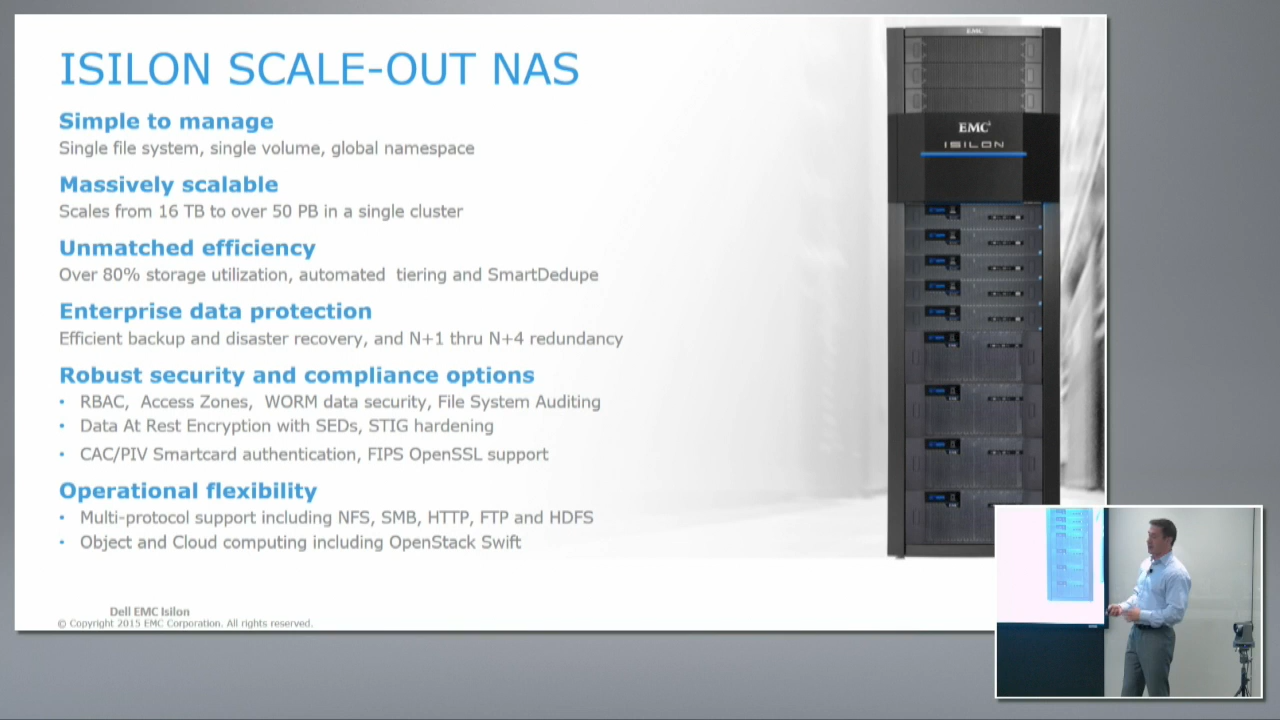 ISILON SCALE-OUT NAS
Simple to manage
Single file system, single volume, global namespace
Massively scalable
Scales from 16 TB to over 50 PB in a single cluster
Unmatched efficiency
Over 80% storage utilization, automated  tiering and SmartDedupe
Enterprise data protection
Efficient backup and disaster recovery, and N+1 thru N+4 redundancy
Robust security and compliance options
• RBAC,  Access Zones,  WORM data security, File System Auditing
• Data At Rest Encryption with SEDs, STIG hardening
• CAC/PIV Smartcard authentication, FIPS OpenSSL support
Operational flexibility
• Multi-protocol support including NFS, SMB, HTTP, FTP and HDFS
• Object and Cloud computing including OpenStack Swift
EMC
EMC²
ISILON
Dell EMC Isilon
© Copyright 2015 EMC Corporation. All rights reserved.